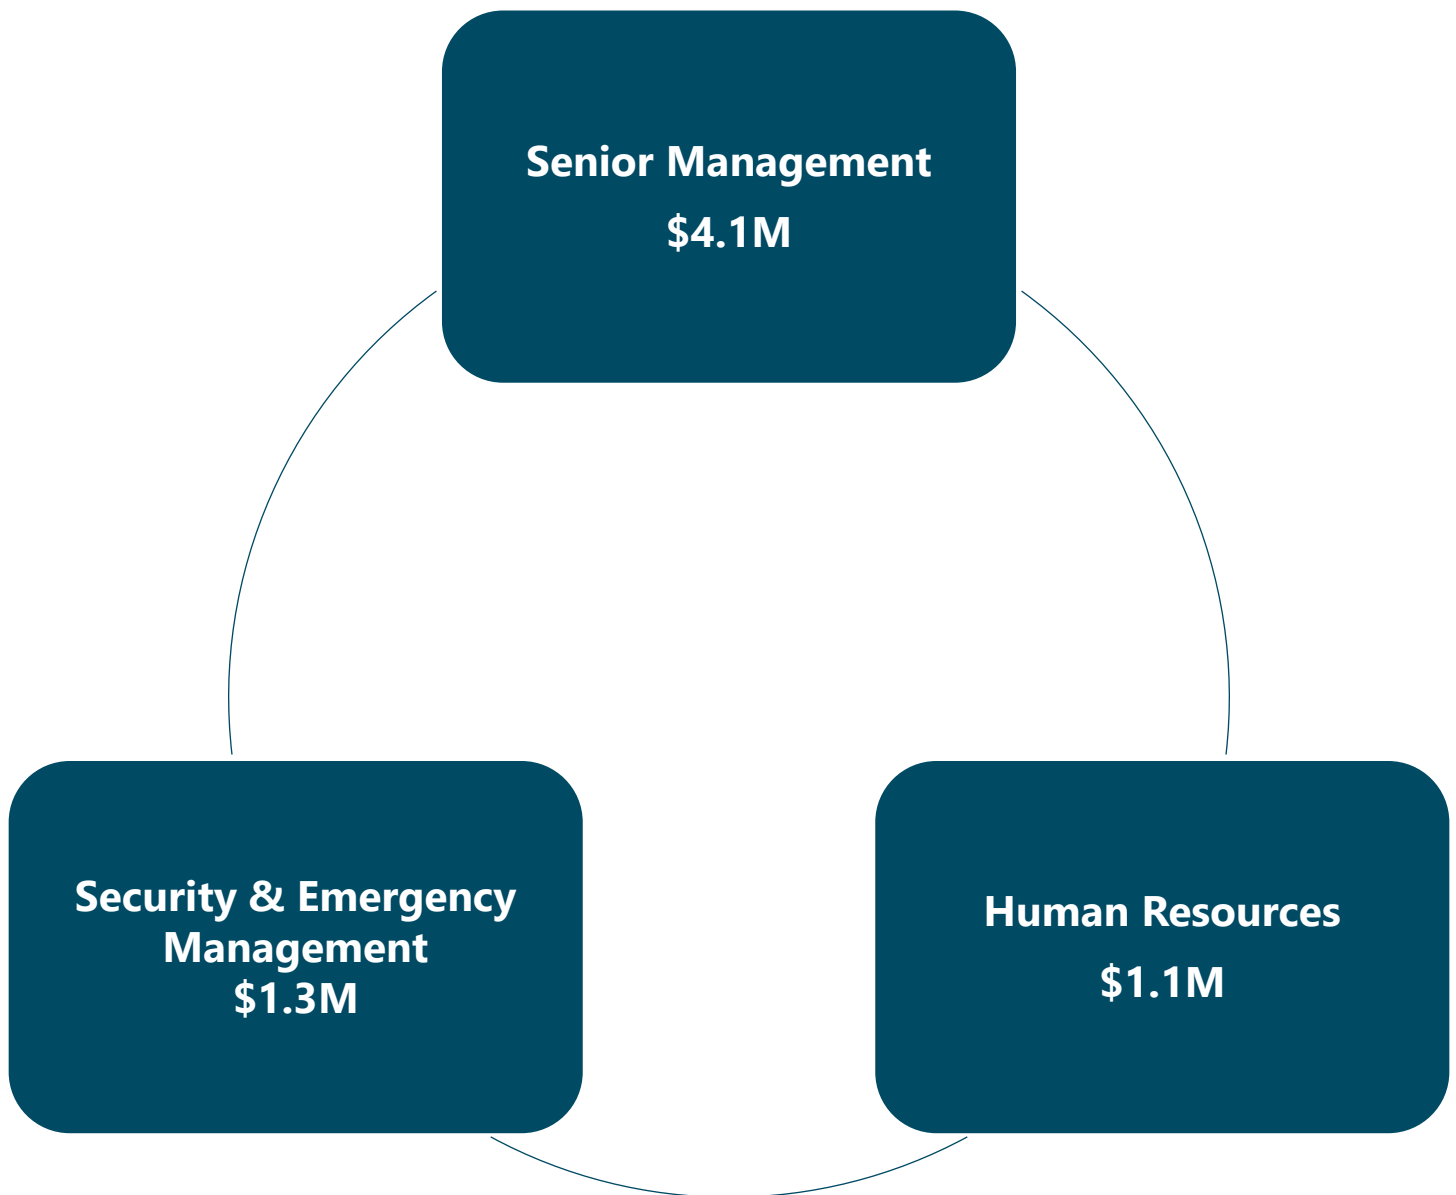 Senior Management
$4.1M
Security & Emergency
Management
$1.3M
Human Resources
$1.1M